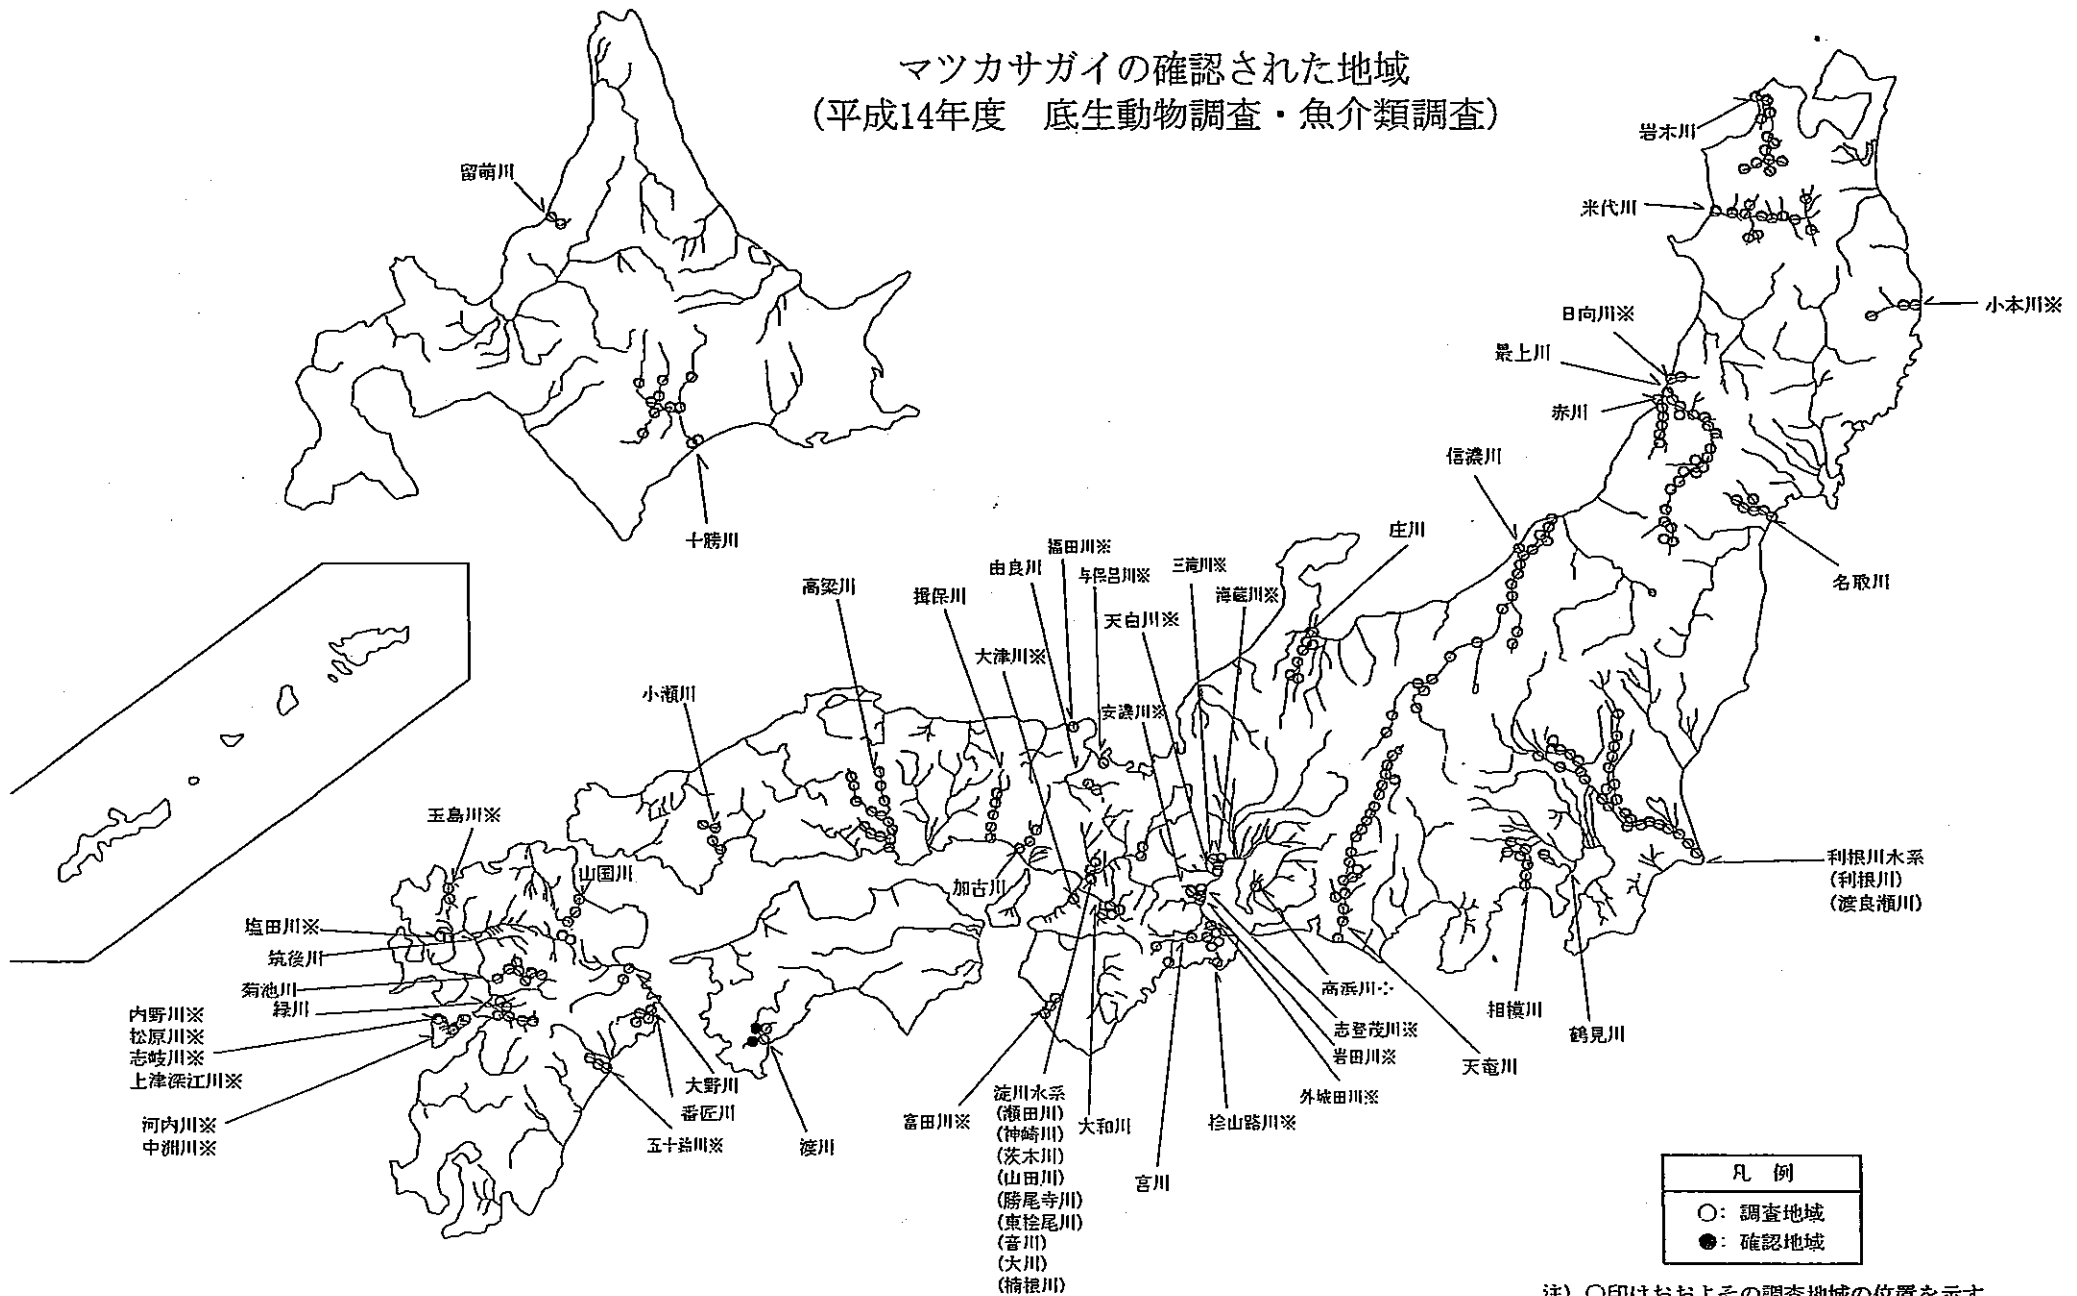 マツカサガイの確認された地域
(平成14年度 底生動物調査・魚介類調査)
留萌川
十勝川
岩木川
米代川
小本川※
日向川※
最上川
赤川
名取川
信濃川
庄川
三滝川※
海蔵川※
天白川※
福田川※
与保呂川※
由良川
揖保川
大津川※
安濃川※
高梁川
小瀬川
加古川
玉島川※
山国川
塩田川※
筑後川
菊池川
緑川
内野川※
松原川※
志岐川※
上津深江川※
河内川※
大野川
番匠川
五十鈴川※
渡川
富田川※
淀川水系
(瀬田川)
(神崎川)
(茨木川)
(山田川)
(勝尾寺川)
(東桧尾川)
(音川)
(大川)
(楠根川)
大和川
宮川
桧山路川※
外城田川※
岩田川※
志登茂川※
高浜川
天竜川
相模川
鶴見川
利根川水系
(利根川)
(渡良瀬川)
凡 例
○: 調査地域
●: 確認地域